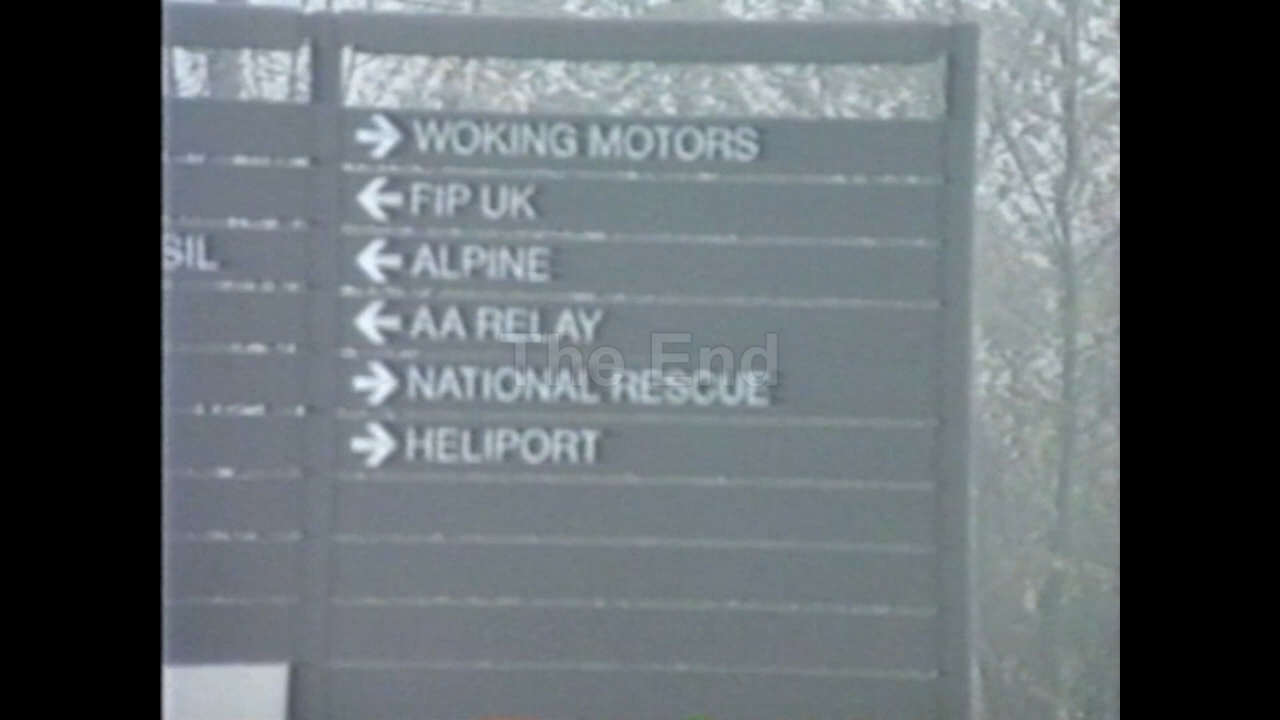 → WOKING MOTORS
← FIP UK
← ALPINE
SIL
← AA RELAY
The End
→ NATIONAL RESCUE
→ HELIPORT